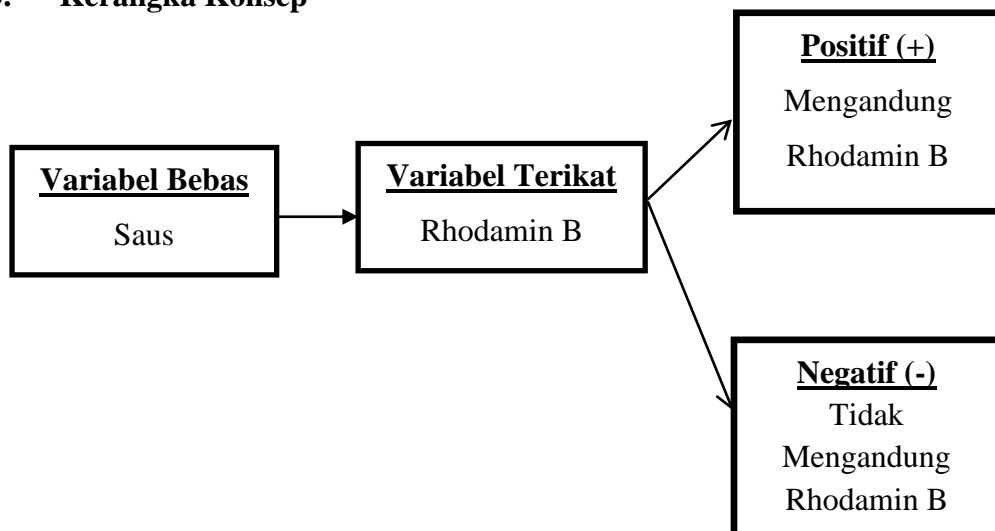 Kerangka Konsep
Variabel Bebas
Saus
Variabel Terikat
Rhodamin B
Positif (+)
Mengandung
Rhodamin B
Negatif (-)
Tidak
Mengandung
Rhodamin B